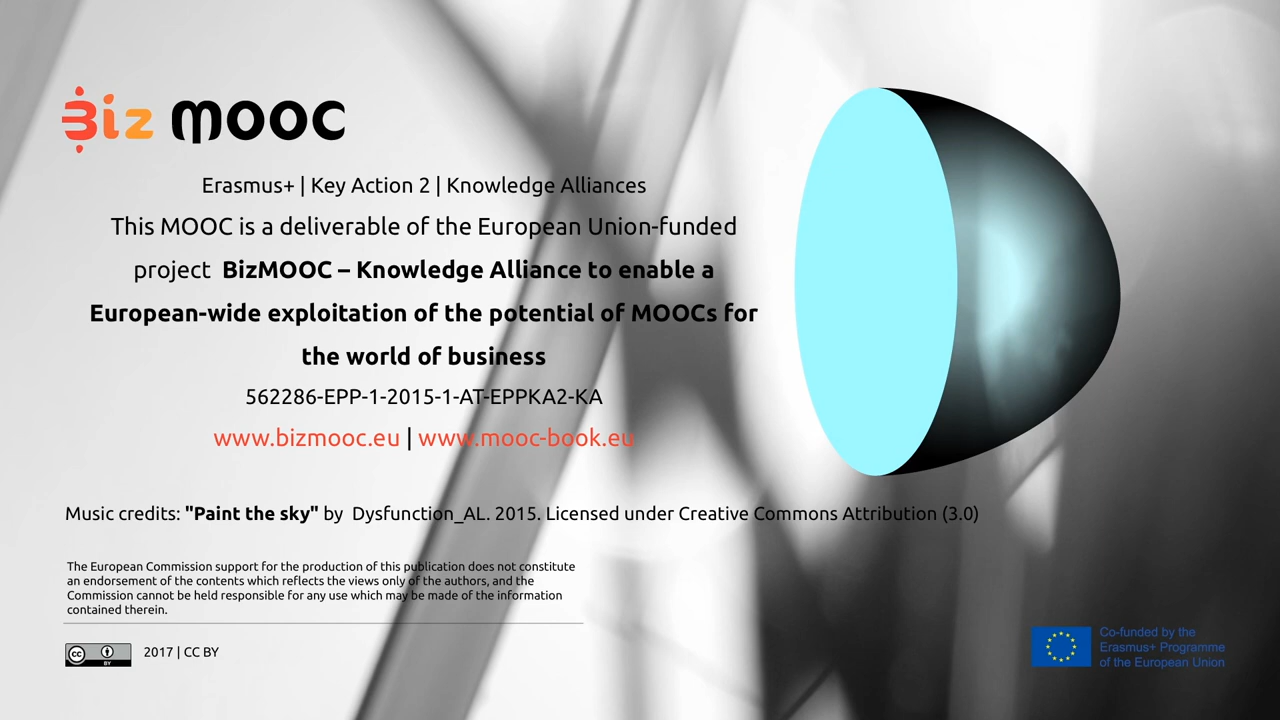 Biz MOOC
Erasmus+ | Key Action 2 | Knowledge Alliances
This MOOC is a deliverable of the European Union-funded
project BizMOOC – Knowledge Alliance to enable a
European-wide exploitation of the potential of MOOCs for
the world of business
562286-EPP-1-2015-1-AT-EPPKA2-KA
www.bizmooc.eu | www.mooc-book.eu
Music credits: "Paint the sky" by Dysfunction_AL. 2015. Licensed under Creative Commons Attribution (3.0)
The European Commission support for the production of this publication does not constitute
an endorsement of the contents which reflects the views only of the authors, and the
Commission cannot be held responsible for any use which may be made of the information
contained therein.
cc BY 2017 | CC BY
Co-funded by the
Erasmus+ Programme
of the European Union